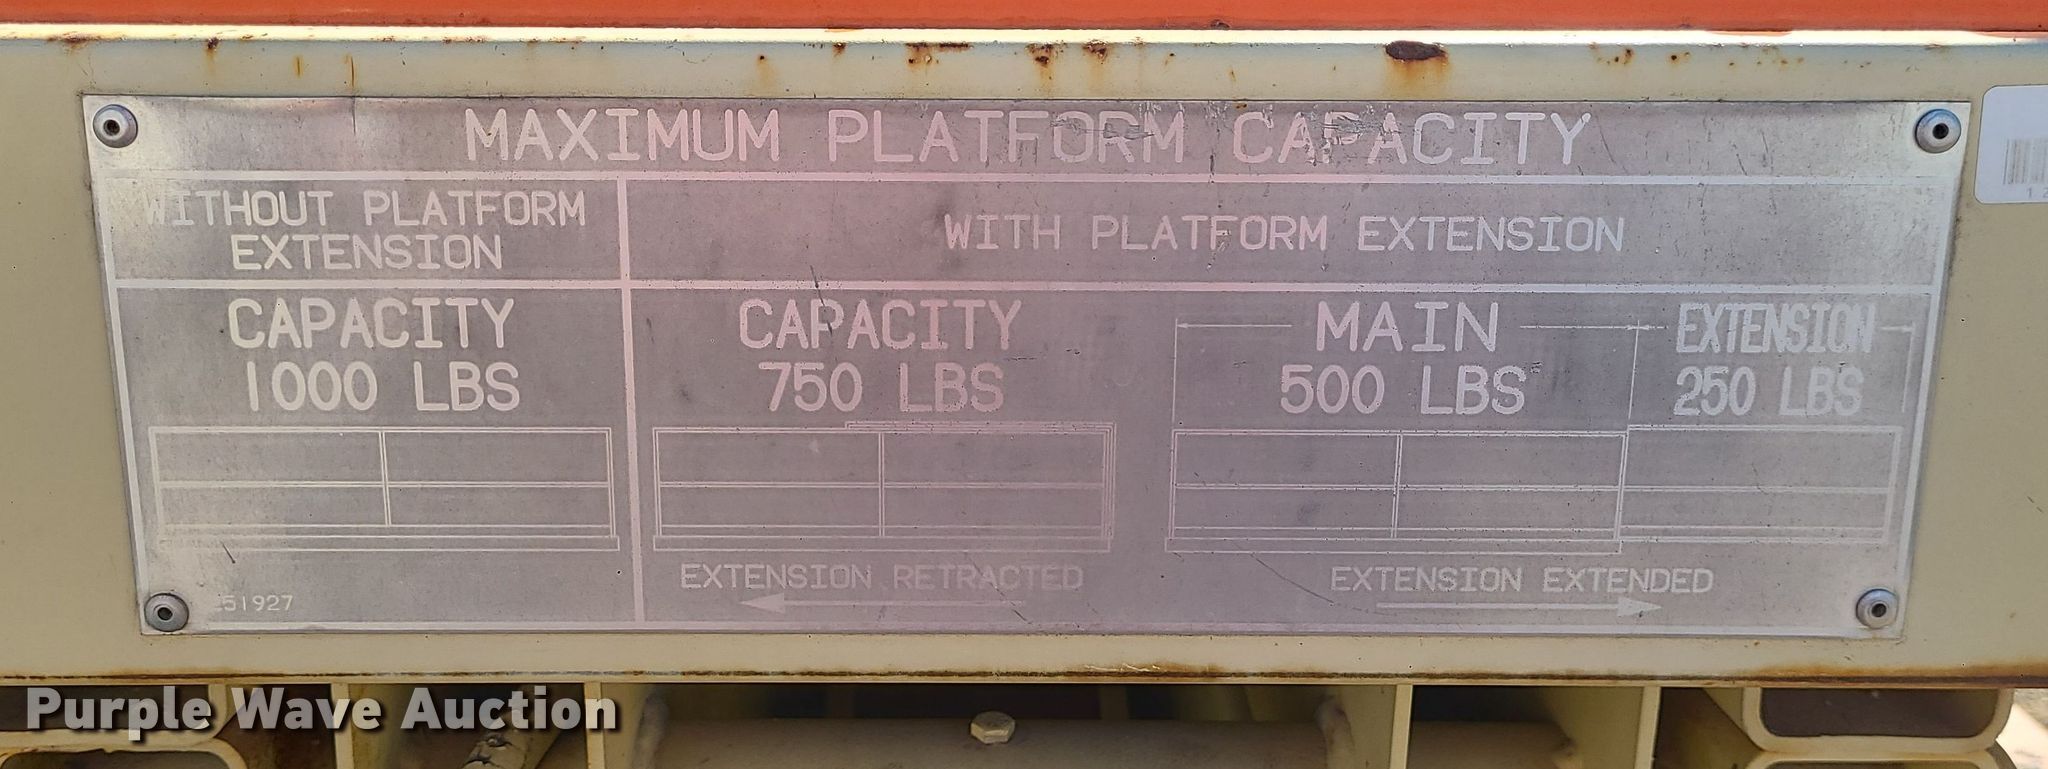 MAXIMUM PLATFORM CAPACITY
WITHOUT PLATFORM
EXTENSION
WITH PLATFORM EXTENSION
CAPACITY
1000 LBS
CAPACITY
750 LBS
MAIN
500 LBS
EXTENSION
250 LBS
EXTENSION RETRACTED
EXTENSION EXTENDED
Purple Wave Auction